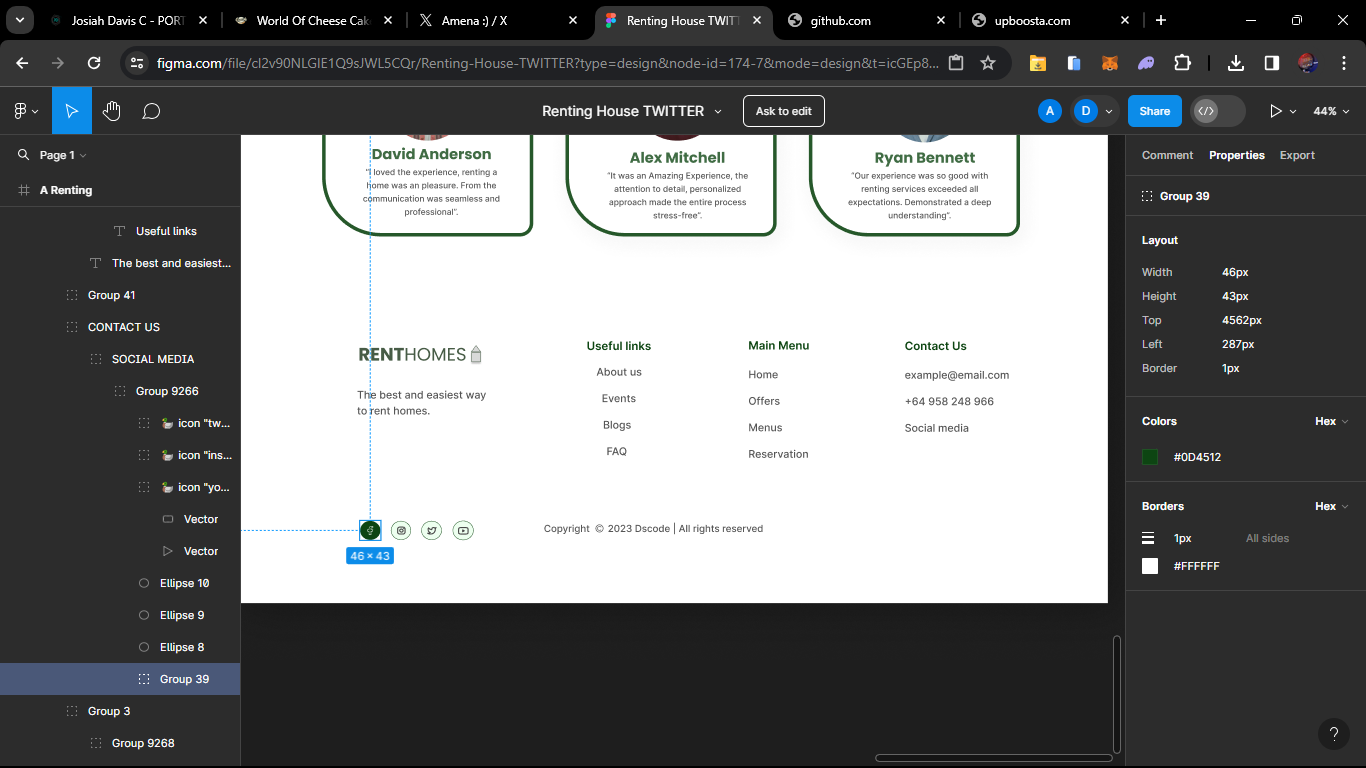 Josiah Davis C - PORT
World Of Cheese Cak
Amena :) / X
Renting House TWITT
github.com
upboosta.com
figma.com/file/cl2v90NLGIE1Q9sJWL5CQr/Renting-House-TWITTER?type=design&node-id=174-7&mode=design&t=icGEp8...
Renting House TWITTER
Ask to edit
A
D
Share
44%
Page 1
A Renting
Useful links
The best and easiest...
Group 41
CONTACT US
SOCIAL MEDIA
Group 9266
icon "tw...
icon "ins...
icon "yo...
Vector
Vector
Ellipse 10
Ellipse 9
Ellipse 8
Group 39
Group 3
Group 9268
David Anderson
"I loved the experience, renting a
home was an pleasure. From the
communication was seamless and
professional".
Alex Mitchell
"It was an Amazing Experience, the
attention to detail, personalized
approach made the entire process
stress-free".
Ryan Bennett
"Our experience was so good with
renting services exceeded all
expectations. Demonstrated a deep
understanding".
RENTHOMES
The best and easiest way
to rent homes.
Useful links
About us
Events
Blogs
FAQ
Main Menu
Home
Offers
Menus
Reservation
Contact Us
example@email.com
+64 958 248 966
Social media
46 × 43
Copyright © 2023 Dscode | All rights reserved
Comment
Properties
Export
Group 39
Layout
Width 46px
Height 43px
Top 4562px
Left 287px
Border 1px
Colors
Hex
#0D4512
Borders
Hex
1px
All sides
#FFFFFF
?